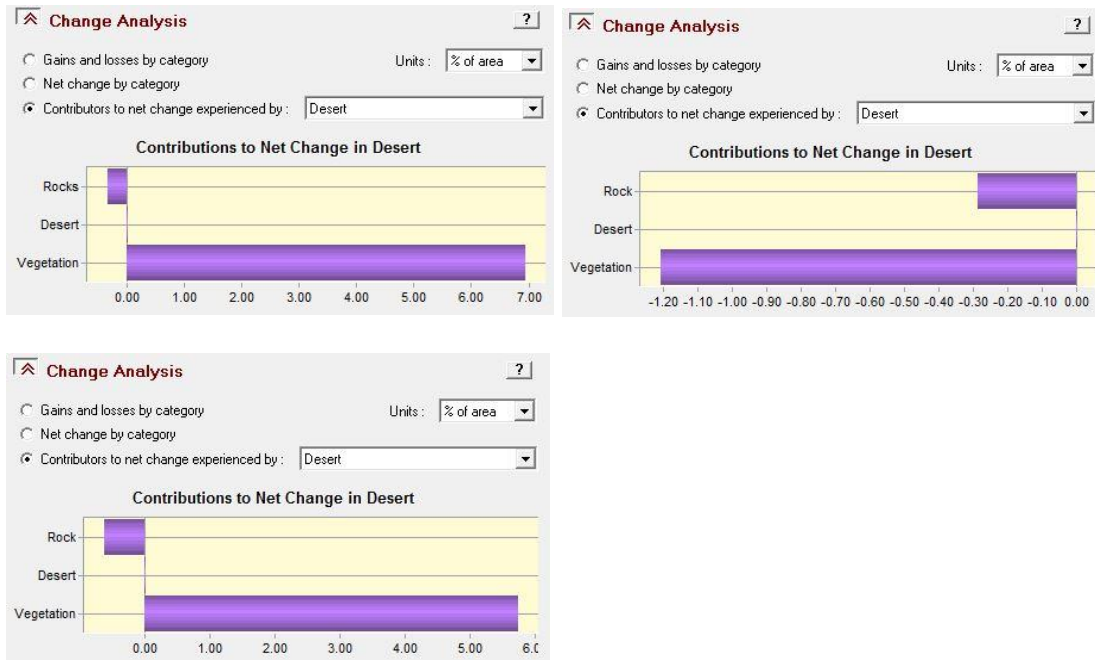 Change Analysis
?
Gains and losses by category
Units : % of area
Net change by category
Contributors to net change experienced by : Desert
Contributions to Net Change in Desert
Rocks
Desert
Vegetation
0.00 1.00 2.00 3.00 4.00 5.00 6.00 7.00
Change Analysis
?
Gains and losses by category
Units : % of area
Net change by category
Contributors to net change experienced by : Desert
Contributions to Net Change in Desert
Rock
Desert
Vegetation
-1.20 -1.10 -1.00 -0.90 -0.80 -0.70 -0.60 -0.50 -0.40 -0.30 -0.20 -0.10 0.00
Change Analysis
?
Gains and losses by category
Units : % of area
Net change by category
Contributors to net change experienced by : Desert
Contributions to Net Change in Desert
Rock
Desert
Vegetation
0.00 1.00 2.00 3.00 4.00 5.00